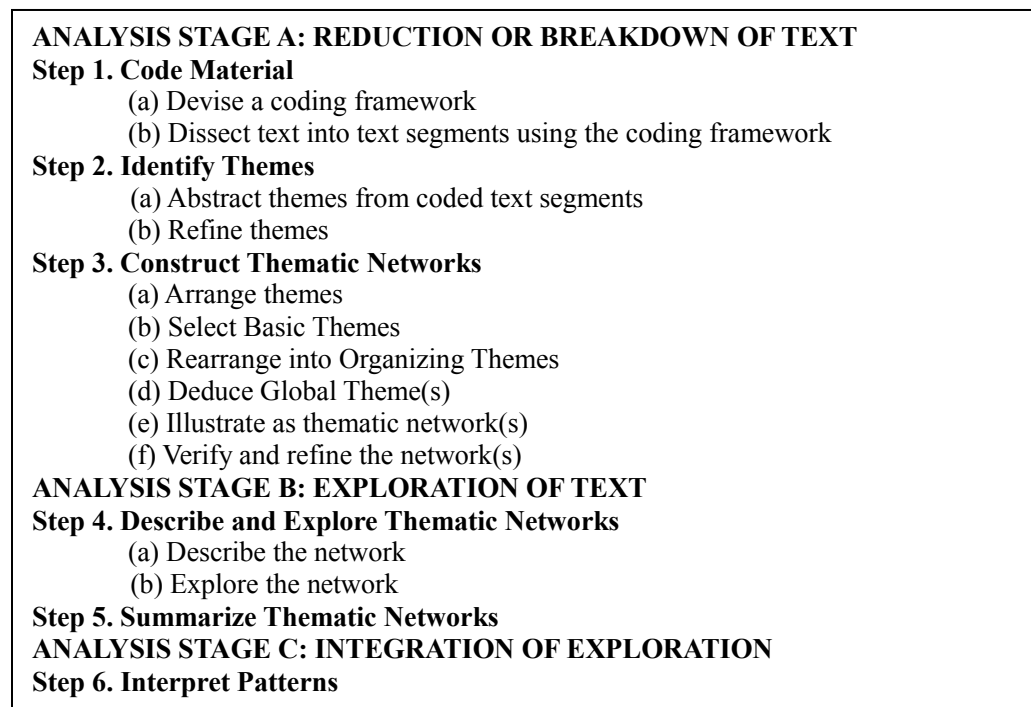 ANALYSIS STAGE A: REDUCTION OR BREAKDOWN OF TEXT
Step 1. Code Material
(a) Devise a coding framework
(b) Dissect text into text segments using the coding framework
Step 2. Identify Themes
(a) Abstract themes from coded text segments
(b) Refine themes
Step 3. Construct Thematic Networks
(a) Arrange themes
(b) Select Basic Themes
(c) Rearrange into Organizing Themes
(d) Deduce Global Theme(s)
(e) Illustrate as thematic network(s)
(f) Verify and refine the network(s)
ANALYSIS STAGE B: EXPLORATION OF TEXT
Step 4. Describe and Explore Thematic Networks
(a) Describe the network
(b) Explore the network
Step 5. Summarize Thematic Networks
ANALYSIS STAGE C: INTEGRATION OF EXPLORATION
Step 6. Interpret Patterns